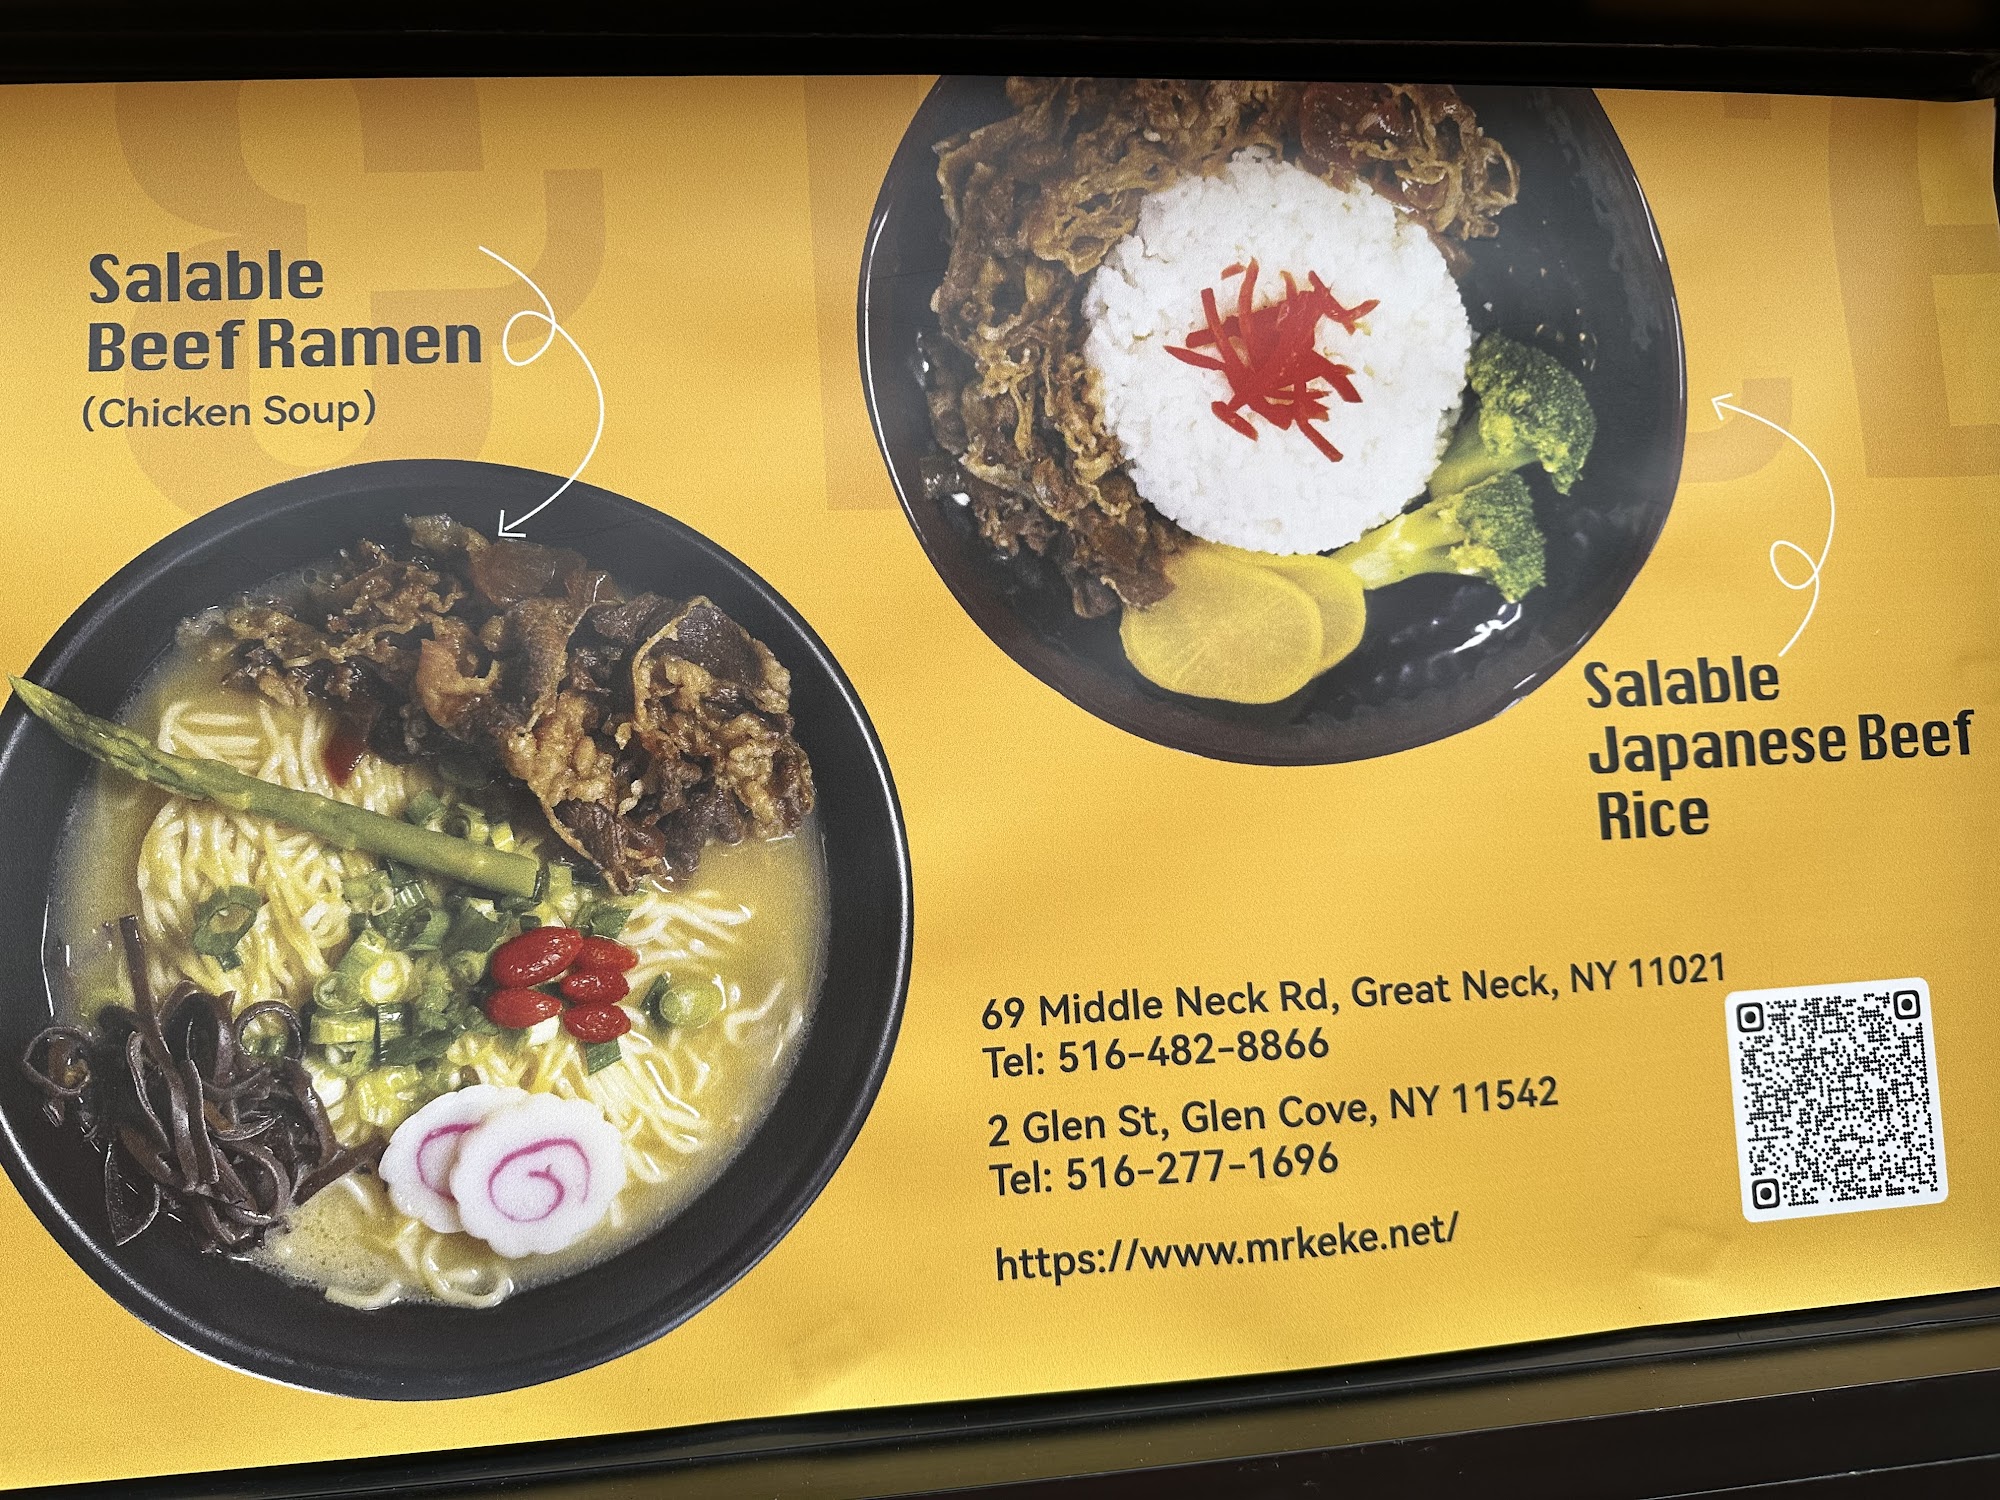 Salable
Beef Ramen
(Chicken Soup)
Salable
Japanese Beef
Rice
69 Middle Neck Rd, Great Neck, NY 11021
Tel: 516-482-8866
2 Glen St, Glen Cove, NY 11542
Tel: 516-277-1696
https://www.mrkeke.net/